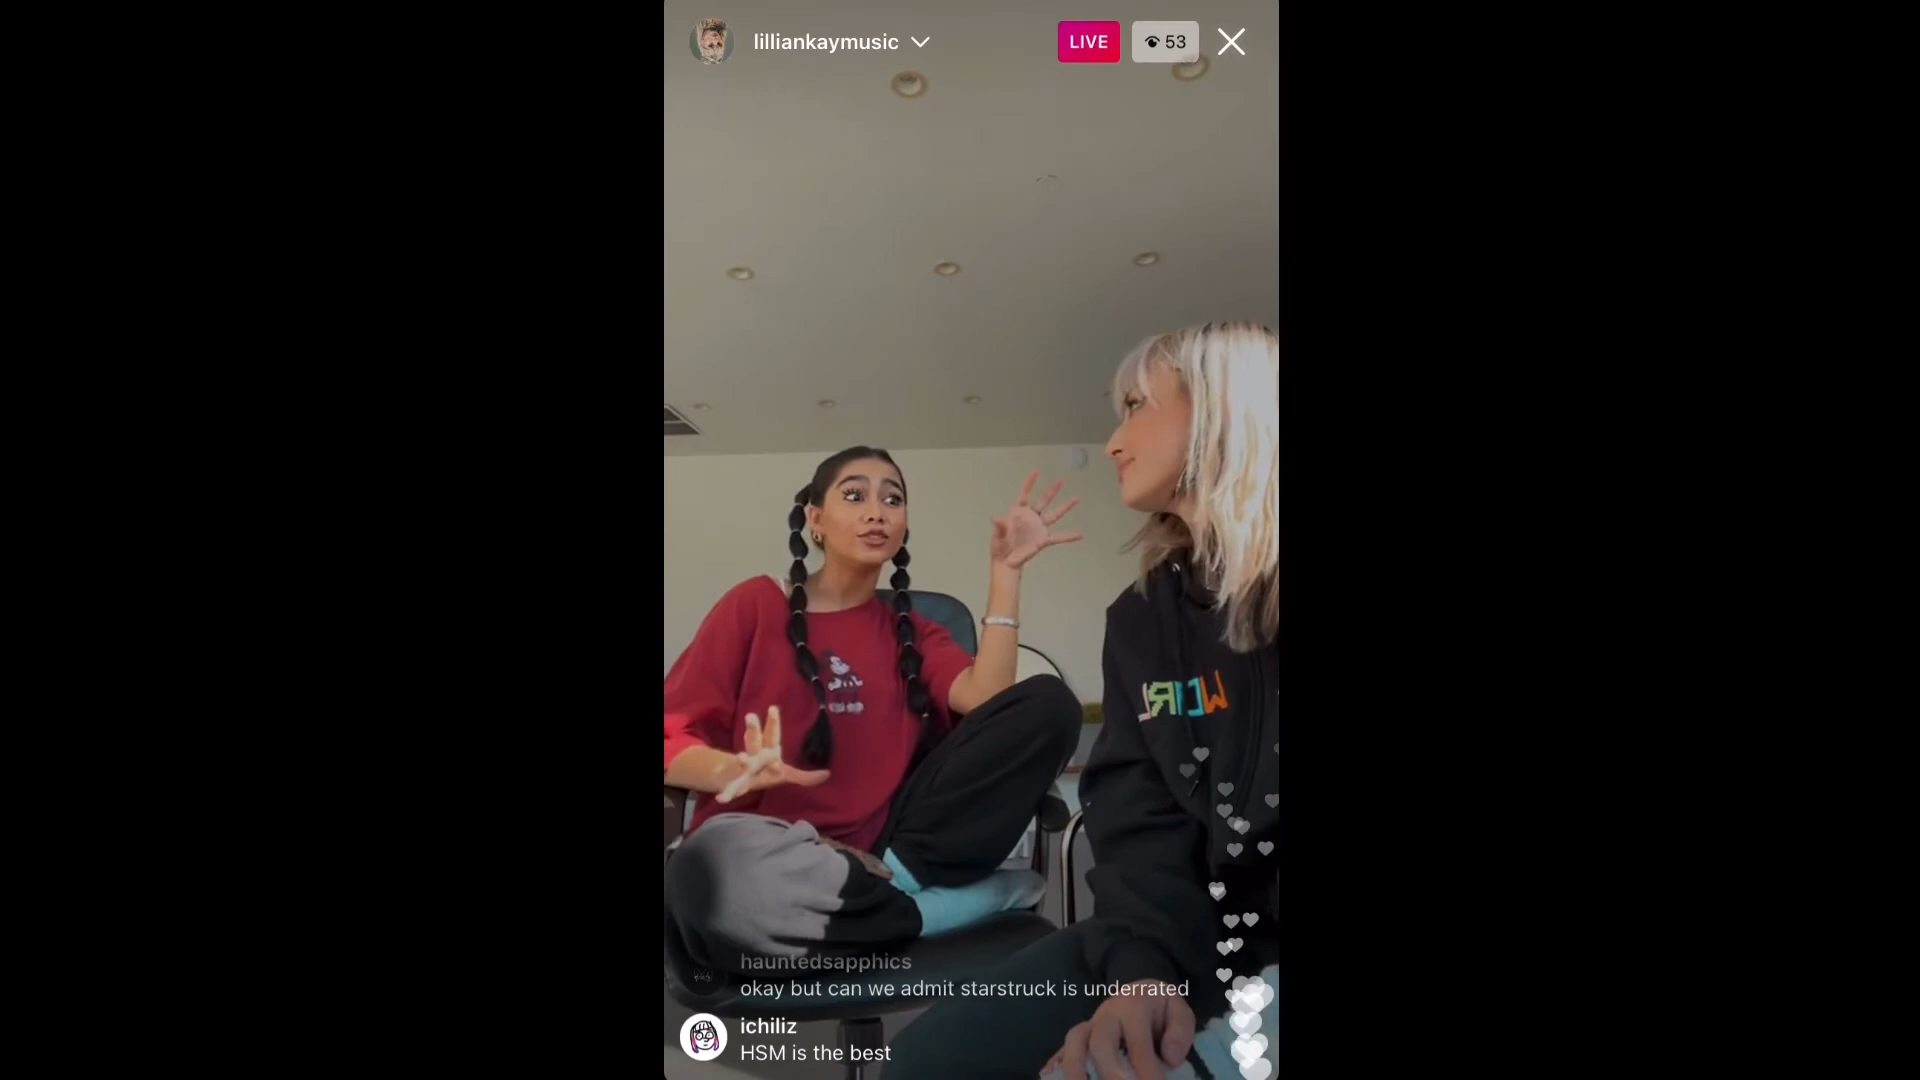 lilliankaymusic
LIVE
53
hauntedsapphics
okay but can we admit starstruck is underrated
ichiliz
HSM is the best